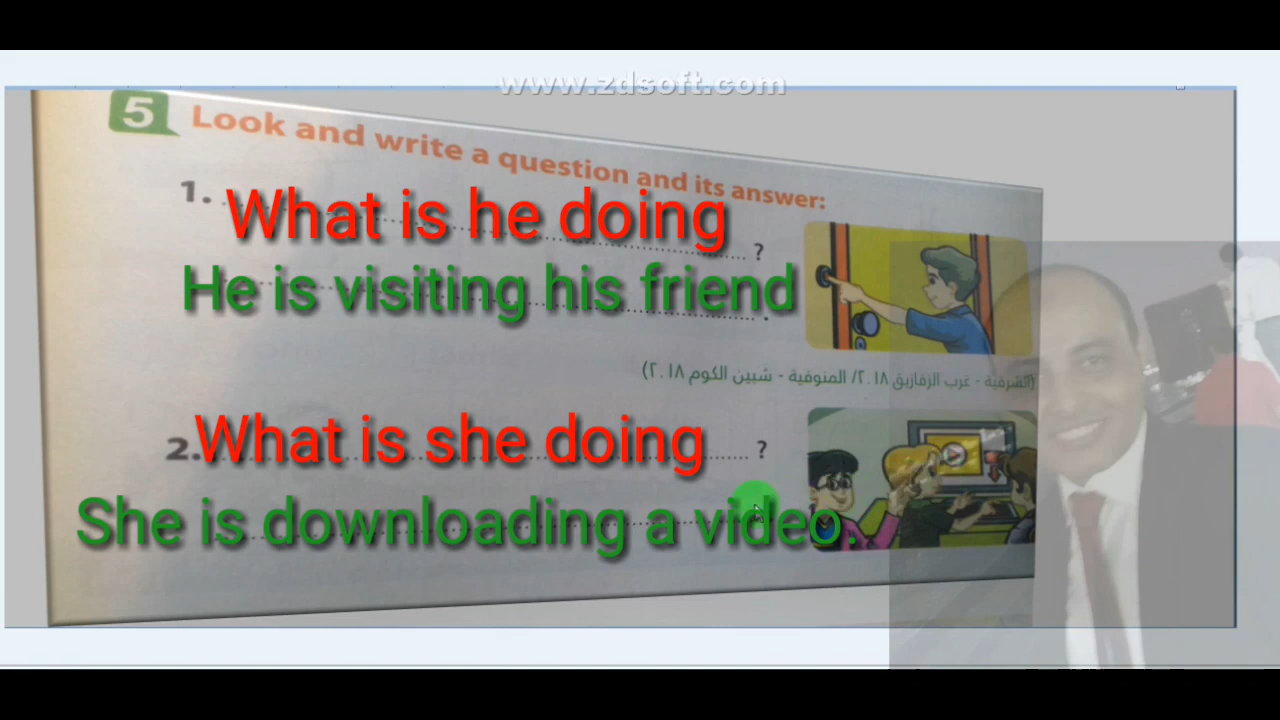 www.zdsoft.com
5 Look and write a question and its answer:
1. What is he doing ?
He is visiting his friend .
(الشرقية - غرب الزقازيق ٢٠١٨/ المنوفية - شبين الكوم ٢٠١٨)
2. What is she doing ?
She is downloading a video.